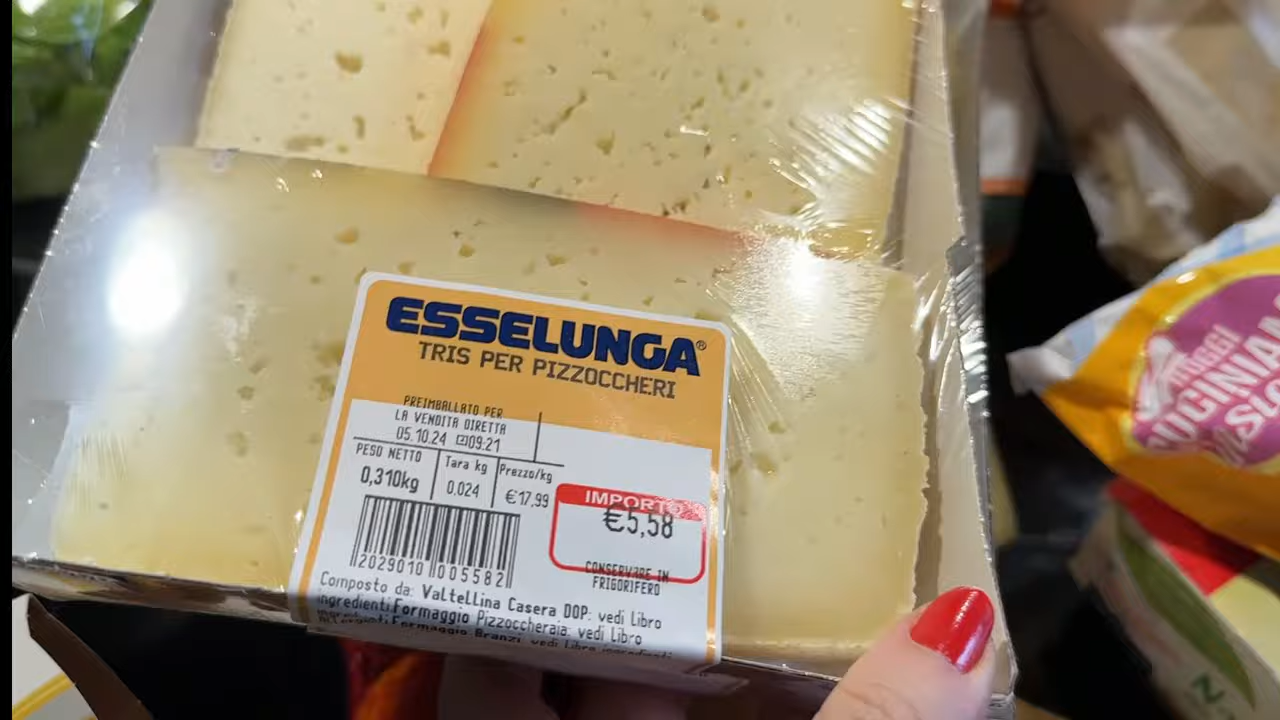 ESSELUNGA®
TRIS PER PIZZOCCHERI
PREIMBALLATO PER
LA VENDITA DIRETTA
05.10.24 09:21
PESO NETTO
0,310kg
Tara kg
0.024
Prezzo/kg
€17,99
IMPORTO
€5,58
CONSERVARE IN
FRIGORIFERO
2029010 005582
Composto da: Valtellina Casera DOP: vedi Libro
ingredienti Formaggio Pizzoccheraia: vedi Libro
Formaggio Branzi: vedi Libro ingredienti